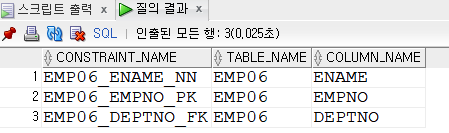 스크립트 출력 × 질의 결과 ×
SQL | 인출된 모든 행: 3(0,025초)
CONSTRAINT_NAME TABLE_NAME COLUMN_NAME
1 EMP06_ENAME_NN EMP06 ENAME
2 EMP06_EMPNO_PK EMP06 EMPNO
3 EMP06_DEPTNO_FK EMP06 DEPTNO